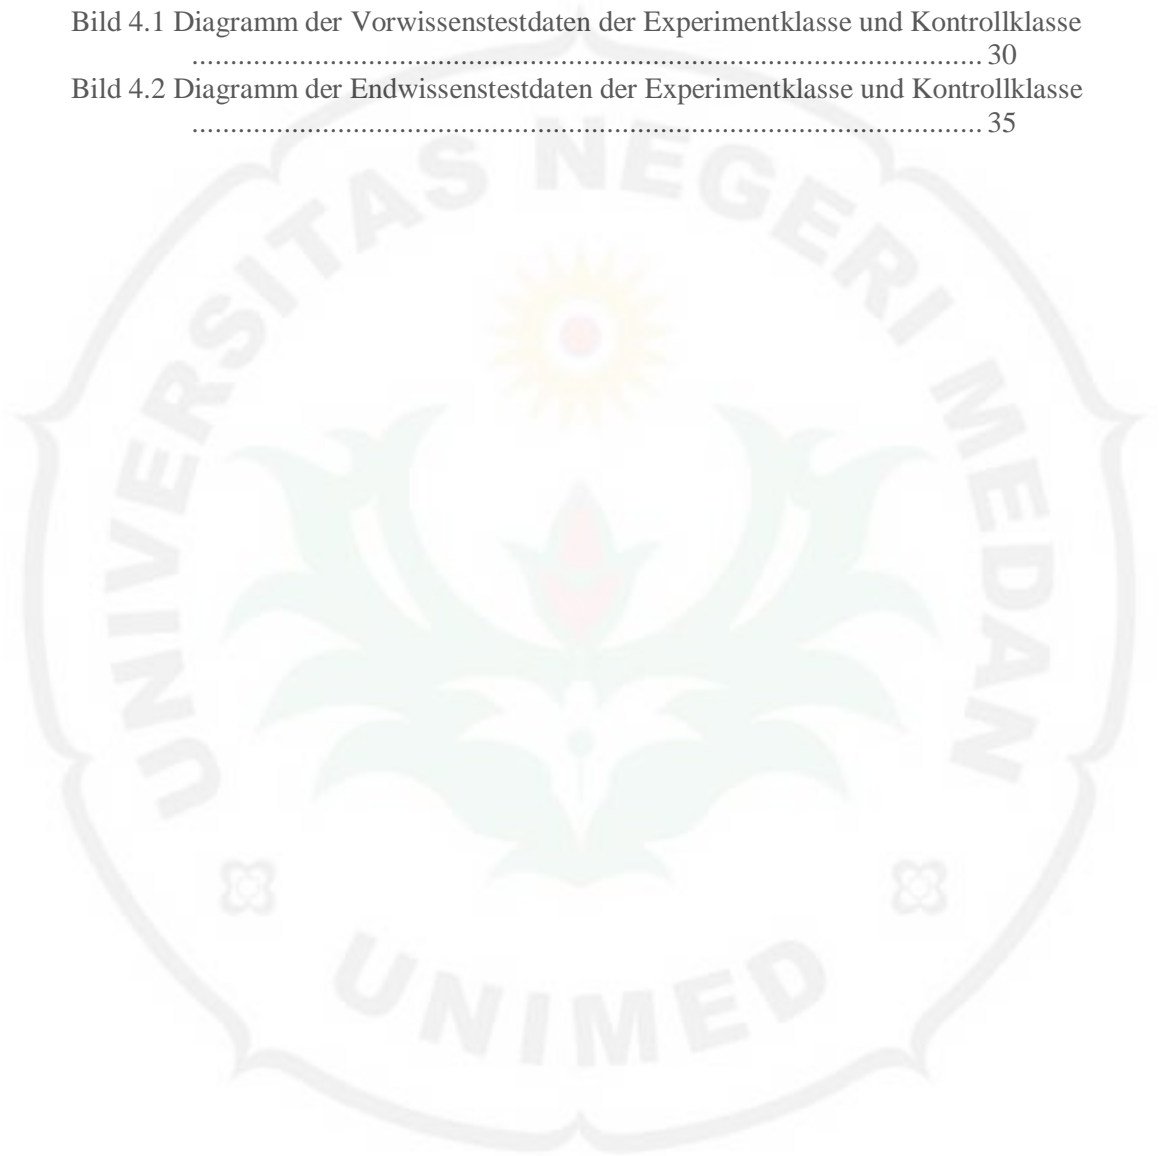 Bild 4.1 Diagramm der Vorwissenstestdaten der Experimentklasse und Kontrollklasse
....................................................................................................... 30
Bild 4.2 Diagramm der Endwissenstestdaten der Experimentklasse und Kontrollklasse
....................................................................................................... 35
UNIVERSITAS NEGERI MEDAN
UNIMED